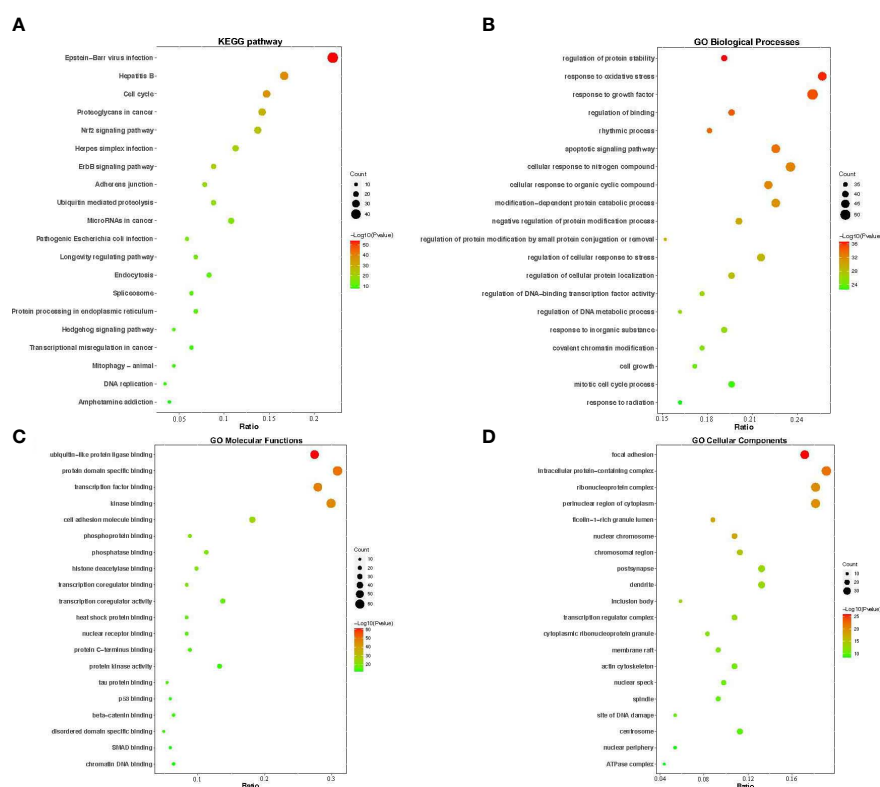 A
KEGG pathway
Epstein-Barr virus infection
Hepatitis B
Cell cycle
Proteoglycans in cancer
Nrf2 signaling pathway
Herpes simplex infection
ErbB signaling pathway
Adherens junction
Ubiquitin mediated proteolysis
MicroRNAs in cancer
Pathogenic Escherichia coli infection
Longevity regulating pathway
Endocytosis
Spliceosome
Protein processing in endoplasmic reticulum
Hedgehog signaling pathway
Transcriptional misregulation in cancer
Mitophagy - animal
DNA replication
Amphetamine addiction
0.05 0.1 0.15 0.2
Ratio
Count
10
20
30
40
-Log10(Pvalue)
50
40
30
20
10
B
GO Biological Processes
regulation of protein stability
response to oxidative stress
response to growth factor
regulation of binding
rhythmic process
apoptotic signaling pathway
cellular response to nitrogen compound
cellular response to organic cyclic compound
modification-dependent protein catabolic process
negative regulation of protein modification process
regulation of protein modification by small protein conjugation or removal
regulation of cellular response to stress
regulation of cellular protein localization
regulation of DNA-binding transcription factor activity
regulation of DNA metabolic process
response to inorganic substance
covalent chromatin modification
cell growth
mitotic cell cycle process
response to radiation
0.15 0.18 0.21 0.24
Ratio
Count
35
40
45
50
-Log10(Pvalue)
36
33
30
27
24
C
GO Molecular Functions
ubiquitin-like protein ligase binding
protein domain specific binding
transcription factor binding
kinase binding
cell adhesion molecule binding
phosphoprotein binding
phosphatase binding
histone deacetylase binding
transcription coregulator binding
transcription coregulator activity
heat shock protein binding
nuclear receptor binding
protein C-terminus binding
protein kinase activity
tau protein binding
p53 binding
beta-catenin binding
disordered domain specific binding
SMAD binding
chromatin DNA binding
0.1 0.2 0.3
Ratio
Count
10
20
30
40
50
60
-Log10(Pvalue)
60
50
40
30
20
D
GO Cellular Components
focal adhesion
intracellular protein-containing complex
ribonucleoprotein complex
perinuclear region of cytoplasm
ficolin-1-rich granule lumen
nuclear chromosome
chromosomal region
postsynapse
dendrite
inclusion body
transcription regulator complex
cytoplasmic ribonucleoprotein granule
membrane raft
actin cytoskeleton
nuclear speck
spindle
site of DNA damage
centrosome
nuclear periphery
ATPase complex
0.04 0.08 0.12 0.16
Ratio
Count
10
20
30
-Log10(Pvalue)
25
20
15
10